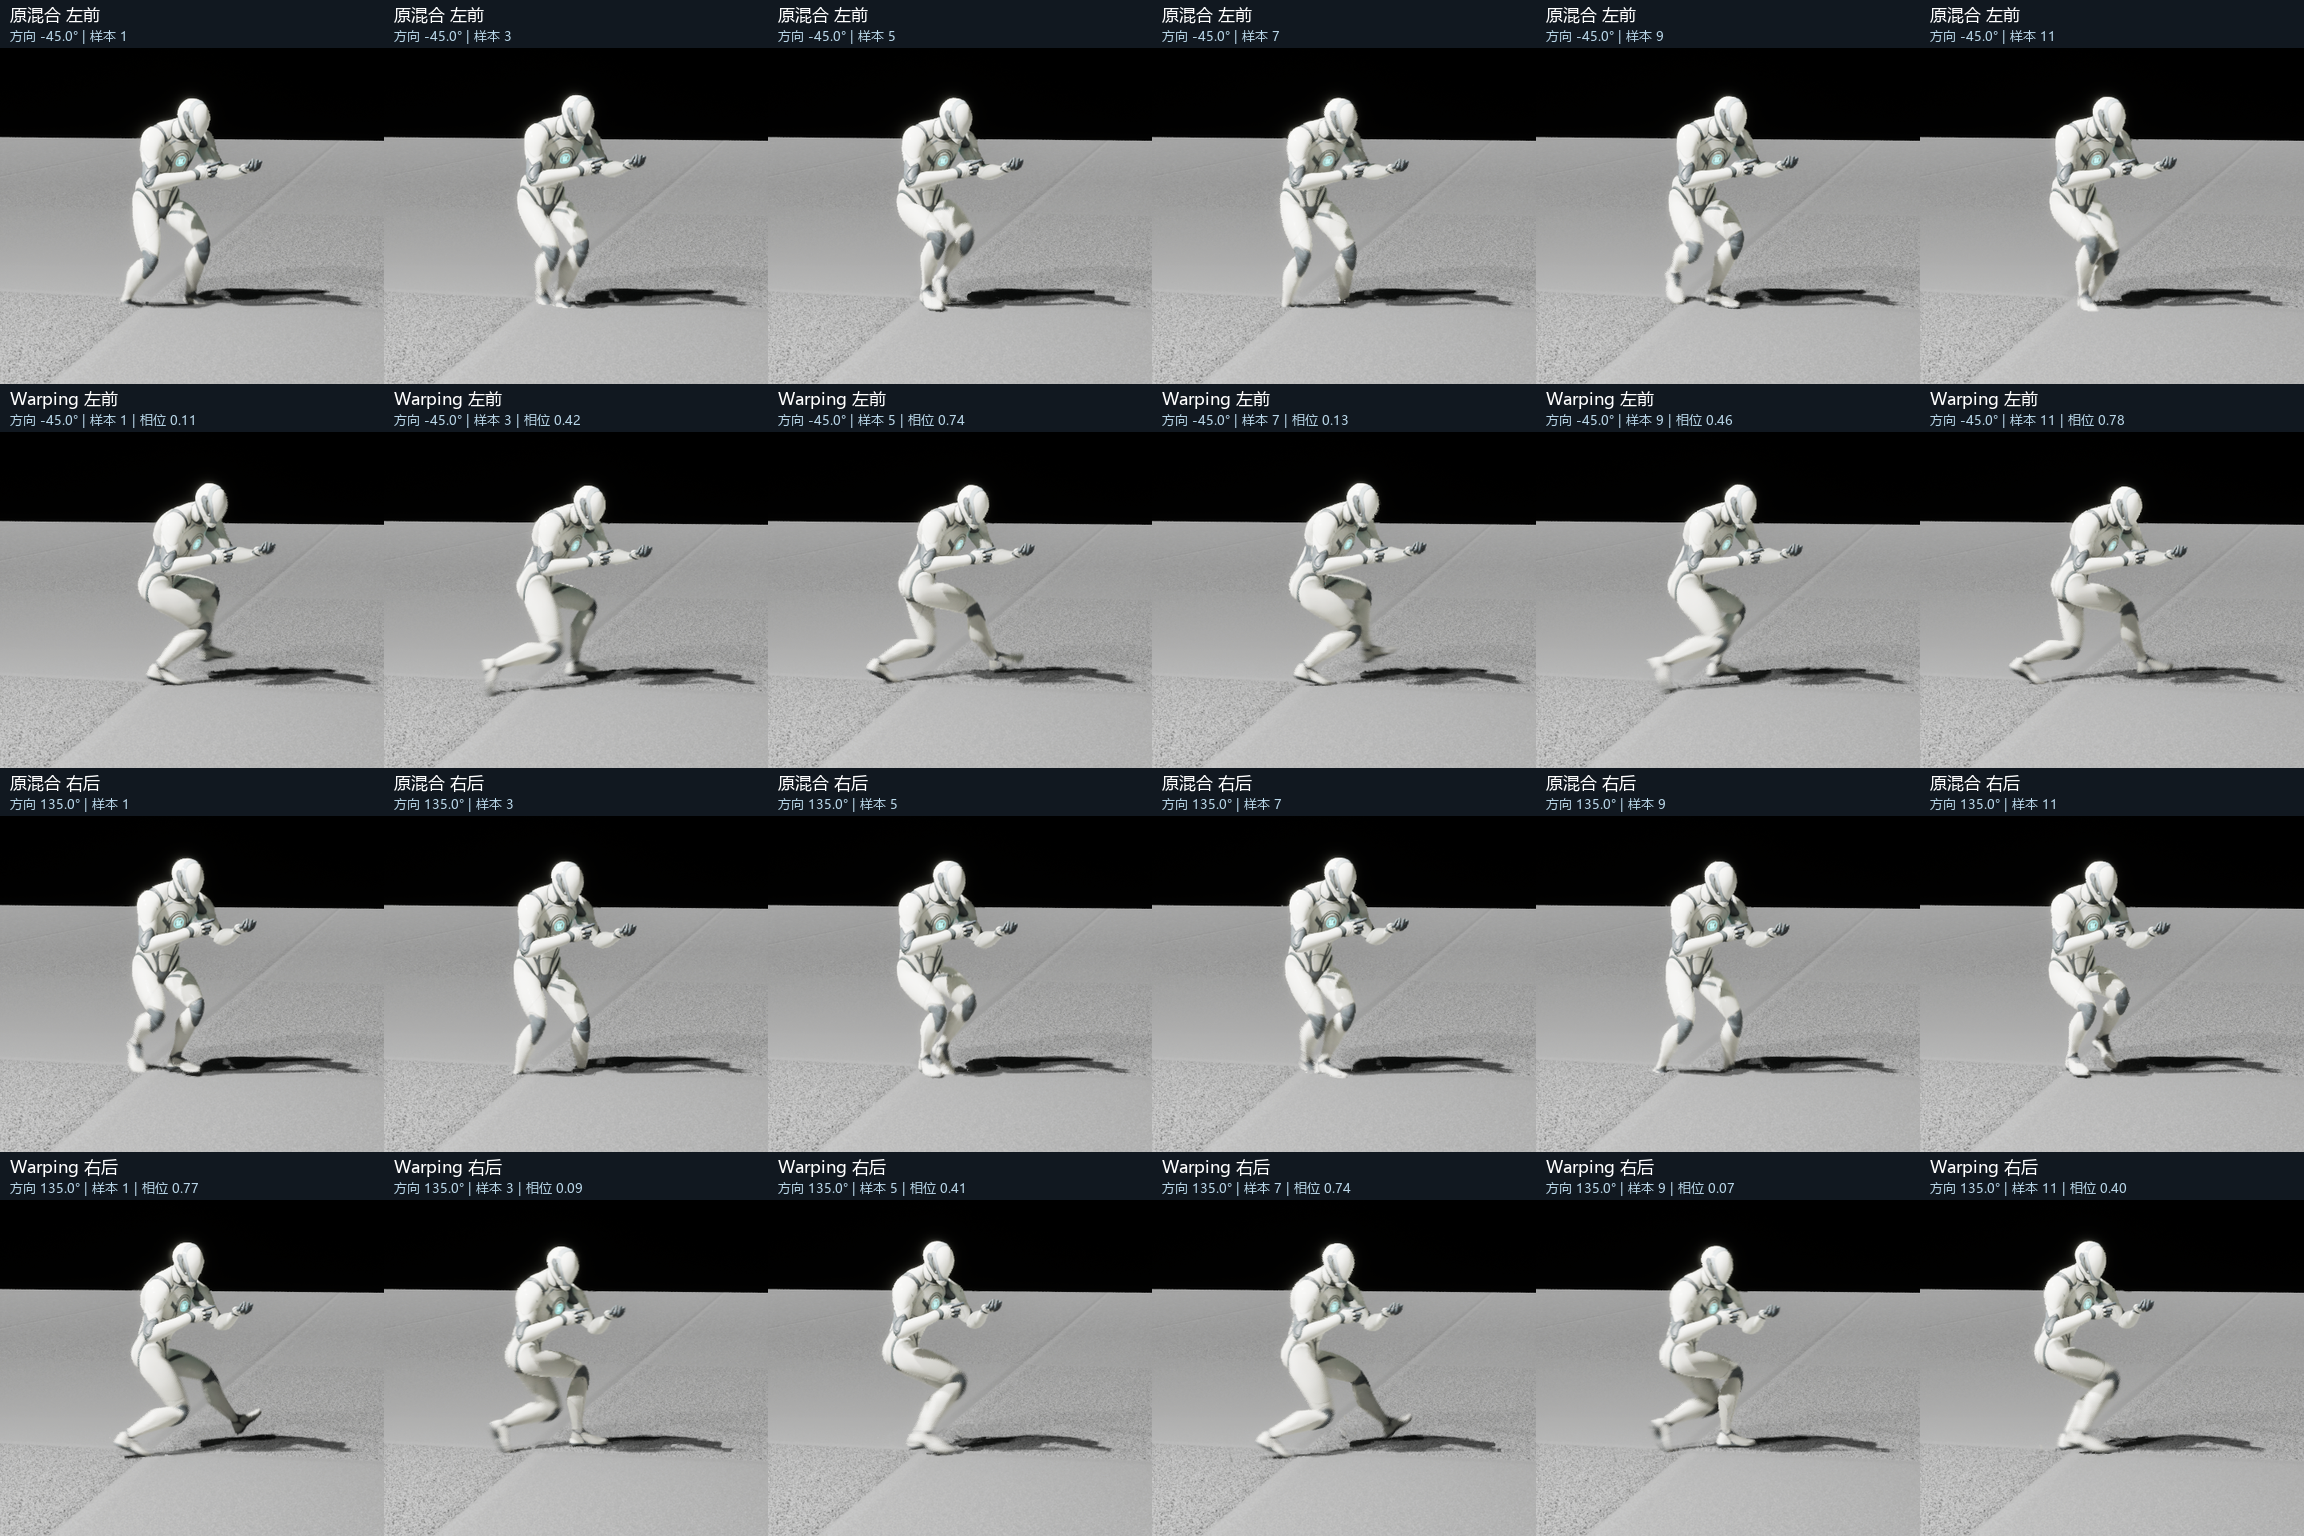 原混合 左前
方向 -45.0° | 样本 1
原混合 左前
方向 -45.0° | 样本 3
原混合 左前
方向 -45.0° | 样本 5
原混合 左前
方向 -45.0° | 样本 7
原混合 左前
方向 -45.0° | 样本 9
原混合 左前
方向 -45.0° | 样本 11
Warping 左前
方向 -45.0° | 样本 1 | 相位 0.11
Warping 左前
方向 -45.0° | 样本 3 | 相位 0.42
Warping 左前
方向 -45.0° | 样本 5 | 相位 0.74
Warping 左前
方向 -45.0° | 样本 7 | 相位 0.13
Warping 左前
方向 -45.0° | 样本 9 | 相位 0.46
Warping 左前
方向 -45.0° | 样本 11 | 相位 0.78
原混合 右后
方向 135.0° | 样本 1
原混合 右后
方向 135.0° | 样本 3
原混合 右后
方向 135.0° | 样本 5
原混合 右后
方向 135.0° | 样本 7
原混合 右后
方向 135.0° | 样本 9
原混合 右后
方向 135.0° | 样本 11
Warping 右后
方向 135.0° | 样本 1 | 相位 0.77
Warping 右后
方向 135.0° | 样本 3 | 相位 0.09
Warping 右后
方向 135.0° | 样本 5 | 相位 0.41
Warping 右后
方向 135.0° | 样本 7 | 相位 0.74
Warping 右后
方向 135.0° | 样本 9 | 相位 0.07
Warping 右后
方向 135.0° | 样本 11 | 相位 0.40